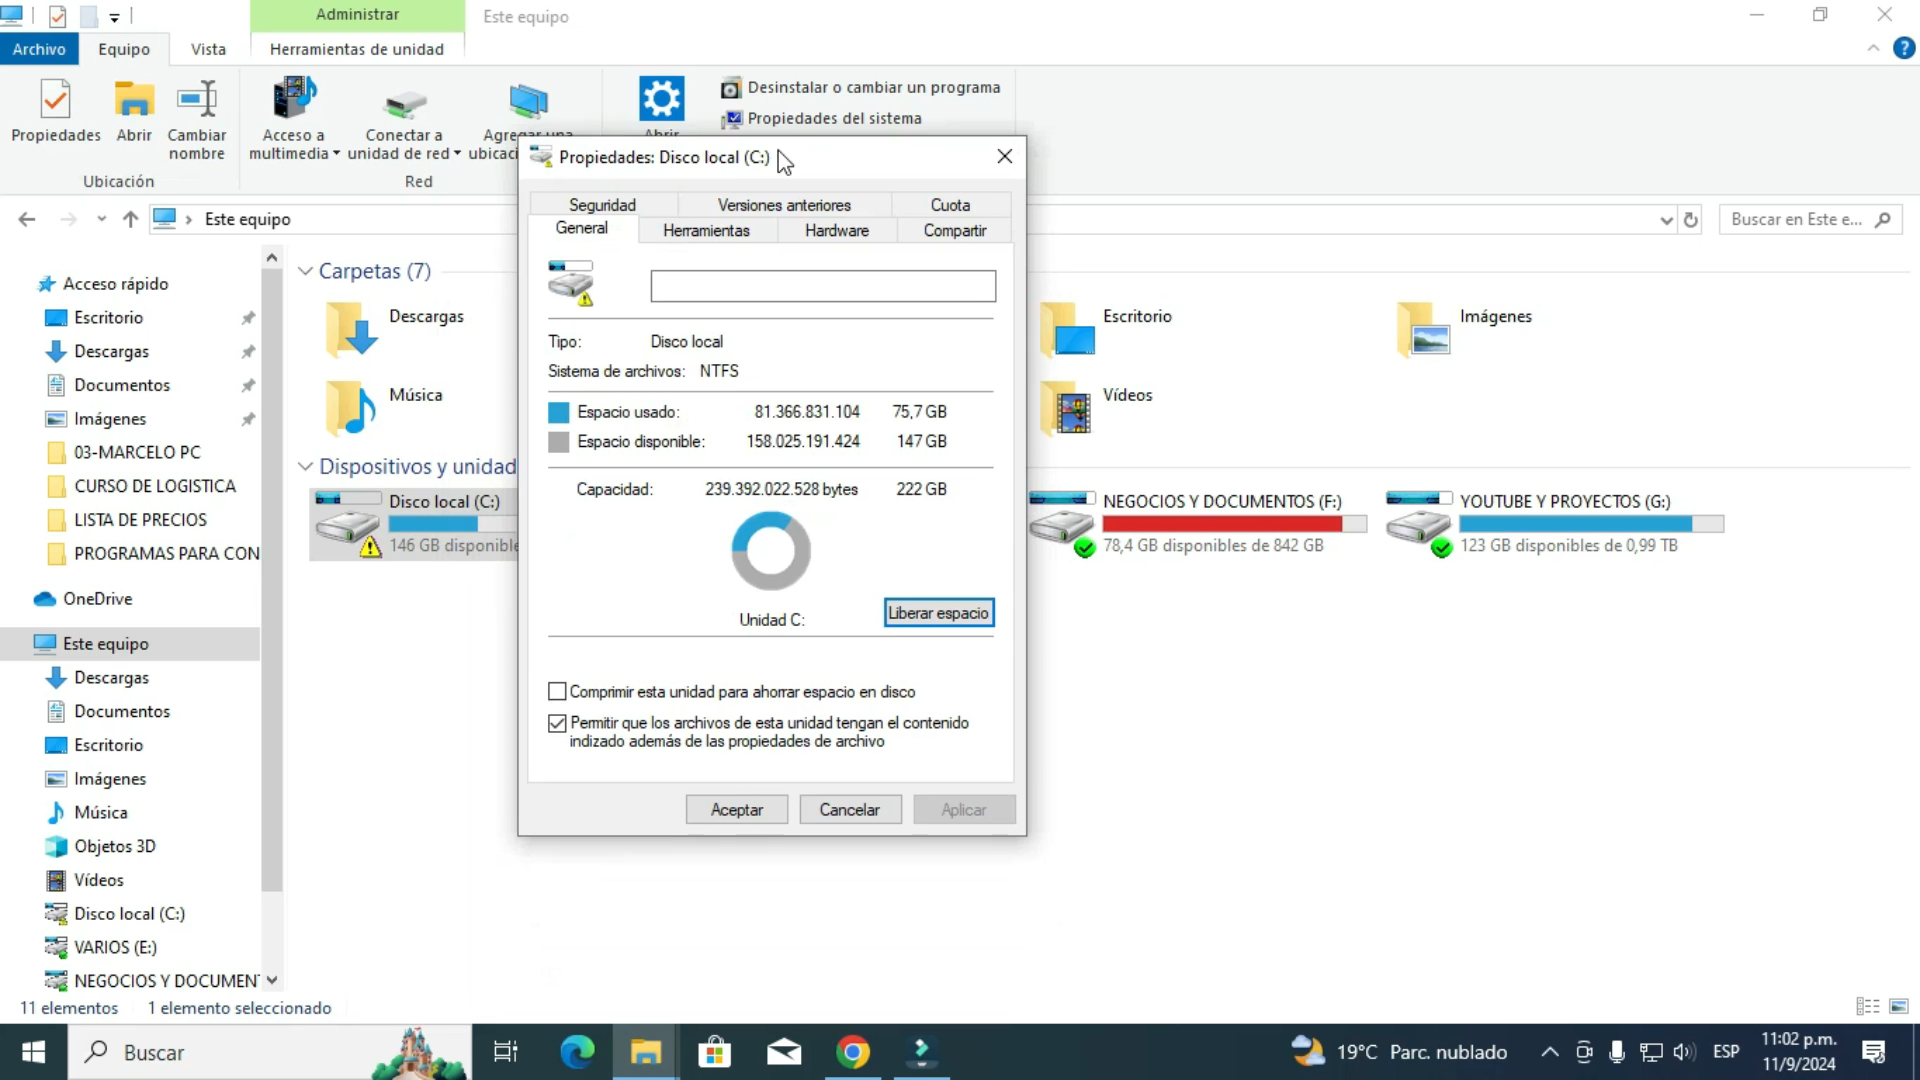 Administrar
Este equipo
Archivo
Equipo
Vista
Herramientas de unidad
Propiedades
Abrir
Cambiar
nombre
Acceso a
multimedia
Conectar a
unidad de red
Agregar una
ubicaci
Abrir
Desinstalar o cambiar un programa
Propiedades del sistema
Ubicación
Red
Este equipo
Buscar en Este e...
Acceso rápido
Escritorio
Descargas
Documentos
Imágenes
03-MARCELO PC
CURSO DE LOGISTICA
LISTA DE PRECIOS
PROGRAMAS PARA CON
OneDrive
Este equipo
Descargas
Documentos
Escritorio
Imágenes
Música
Objetos 3D
Vídeos
Disco local (C:)
VARIOS (E:)
NEGOCIOS Y DOCUMENT
Carpetas (7)
Descargas
Escritorio
Imágenes
Música
Vídeos
Dispositivos y unidad
Disco local (C:)
146 GB disponible
NEGOCIOS Y DOCUMENTOS (F:)
78,4 GB disponibles de 842 GB
YOUTUBE Y PROYECTOS (G:)
123 GB disponibles de 0,99 TB
Propiedades: Disco local (C:)
Seguridad
Versiones anteriores
Cuota
General
Herramientas
Hardware
Compartir
Tipo: Disco local
Sistema de archivos: NTFS
Espacio usado: 81.366.831.104 75,7 GB
Espacio disponible: 158.025.191.424 147 GB
Capacidad: 239.392.022.528 bytes 222 GB
Unidad C:
Liberar espacio
Comprimir esta unidad para ahorrar espacio en disco
Permitir que los archivos de esta unidad tengan el contenido
indizado además de las propiedades de archivo
Aceptar
Cancelar
Aplicar
11 elementos
1 elemento seleccionado
Buscar
19°C Parc. nublado
ESP
11:02 p.m.
11/9/2024